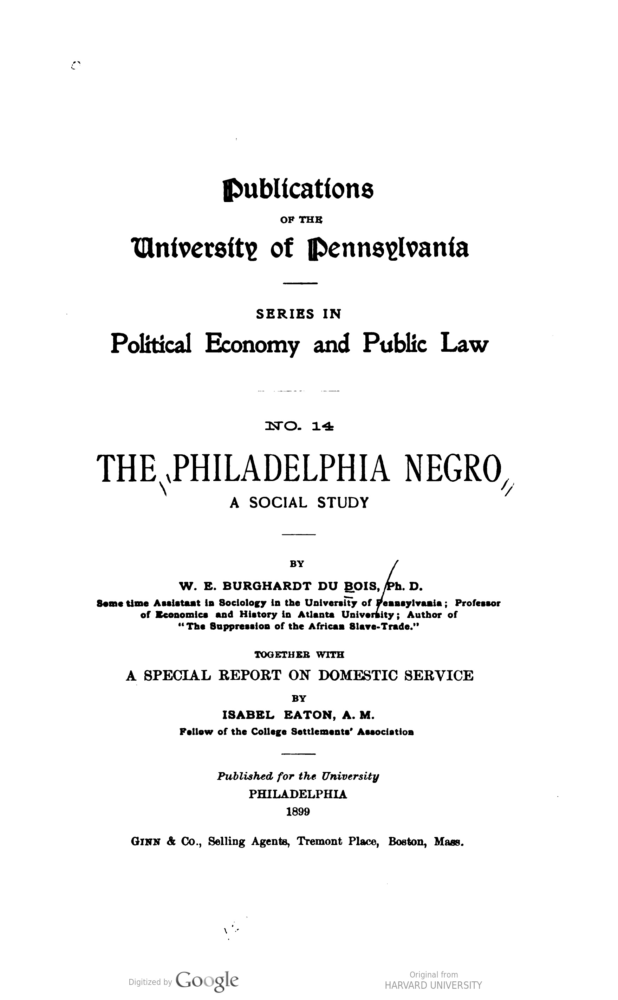 Publications
OF THE
University of Pennsylvania
SERIES IN
Political Economy and Public Law
NO. 14
THE PHILADELPHIA NEGRO
A SOCIAL STUDY
BY
W. E. BURGHARDT DU BOIS, Ph. D.
Sometime Assistant in Sociology in the University of Pennsylvania; Professor
of Economics and History in Atlanta University; Author of
"The Suppression of the African Slave-Trade."
TOGETHER WITH
A SPECIAL REPORT ON DOMESTIC SERVICE
BY
ISABEL EATON, A. M.
Fellow of the College Settlements' Association
Published for the University
PHILADELPHIA
1899
GINN & Co., Selling Agents, Tremont Place, Boston, Mass.
Digitized by Google
Original from
HARVARD UNIVERSITY